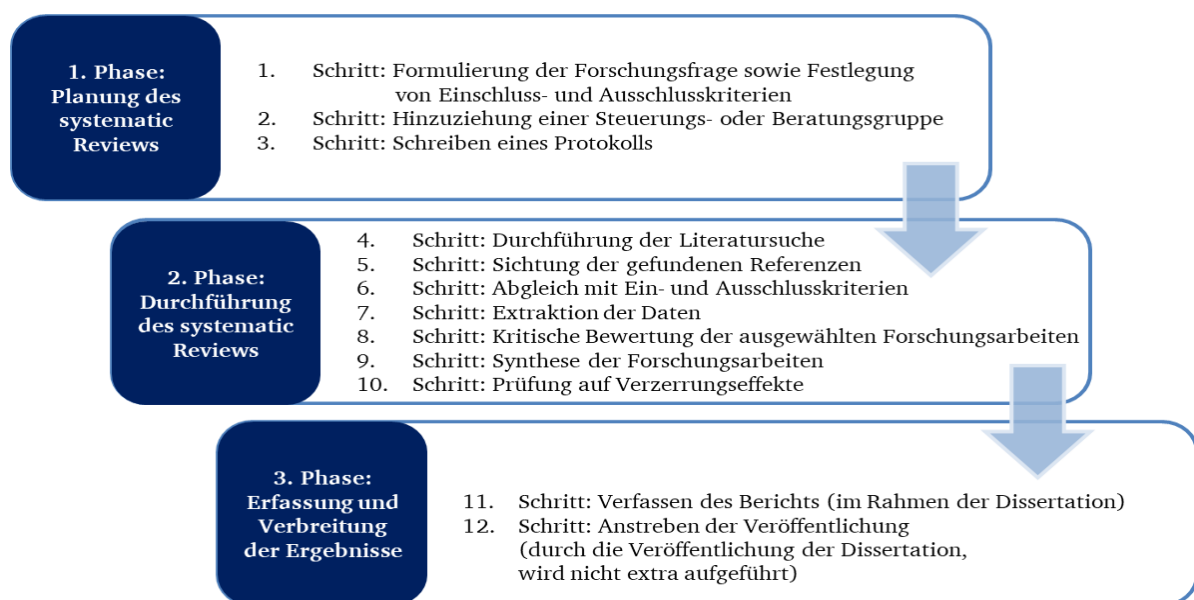 1. Phase:
Planung des
systematic
Reviews
1. Schritt: Formulierung der Forschungsfrage sowie Festlegung
von Einschluss- und Ausschlusskriterien
2. Schritt: Hinzuziehung einer Steuerungs- oder Beratungsgruppe
3. Schritt: Schreiben eines Protokolls
2. Phase:
Durchführung
des systematic
Reviews
4. Schritt: Durchführung der Literatursuche
5. Schritt: Sichtung der gefundenen Referenzen
6. Schritt: Abgleich mit Ein- und Ausschlusskriterien
7. Schritt: Extraktion der Daten
8. Schritt: Kritische Bewertung der ausgewählten Forschungsarbeiten
9. Schritt: Synthese der Forschungsarbeiten
10. Schritt: Prüfung auf Verzerrungseffekte
3. Phase:
Erfassung und
Verbreitung
der Ergebnisse
11. Schritt: Verfassen des Berichts (im Rahmen der Dissertation)
12. Schritt: Anstreben der Veröffentlichung
(durch die Veröffentlichung der Dissertation,
wird nicht extra aufgeführt)